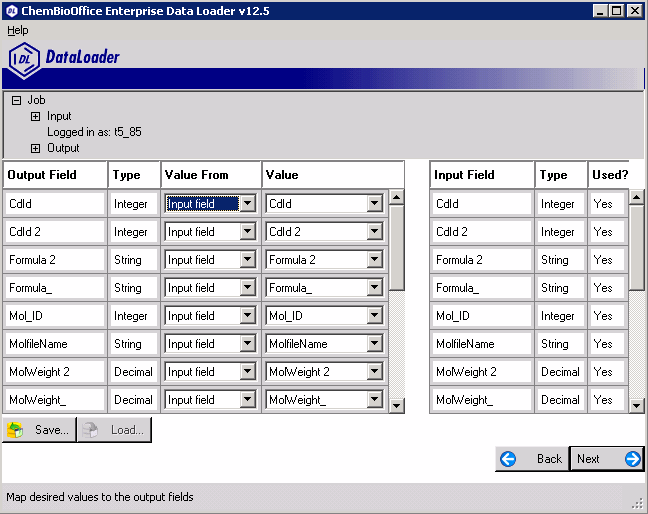 ChemBioOffice Enterprise Data Loader v12.5
Help
DL DataLoader
Job
Input
Logged in as: t5_85
Output
Output Field Type Value From Value Input Field Type Used?
CdId Integer Input field CdId CdId Integer Yes
CdId 2 Integer Input field CdId 2 CdId 2 Integer Yes
Formula 2 String Input field Formula 2 Formula 2 String Yes
Formula_ String Input field Formula_ Formula_ String Yes
Mol_ID Integer Input field Mol_ID Mol_ID Integer Yes
MolfileName String Input field MolfileName MolfileName String Yes
MolWeight 2 Decimal Input field MolWeight 2 MolWeight 2 Decimal Yes
MolWeight_ Decimal Input field MolWeight_ MolWeight_ Decimal Yes
Save... Load...
Back Next
Map desired values to the output fields